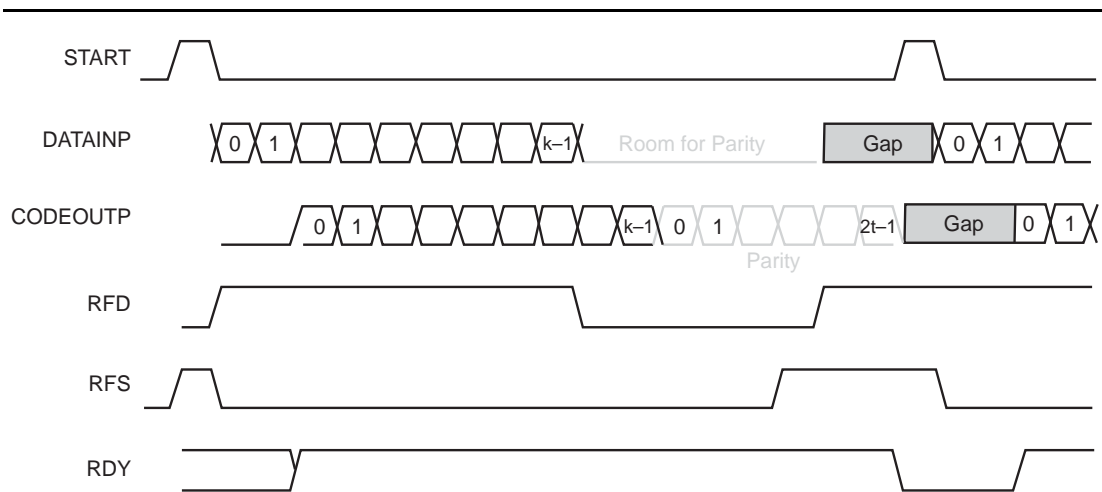 START
DATAINP 0 1 k–1 Room for Parity Gap 0 1
CODEOUTP 0 1 k–1 0 1 2t–1 Gap 0 1
Parity
RFD
RFS
RDY